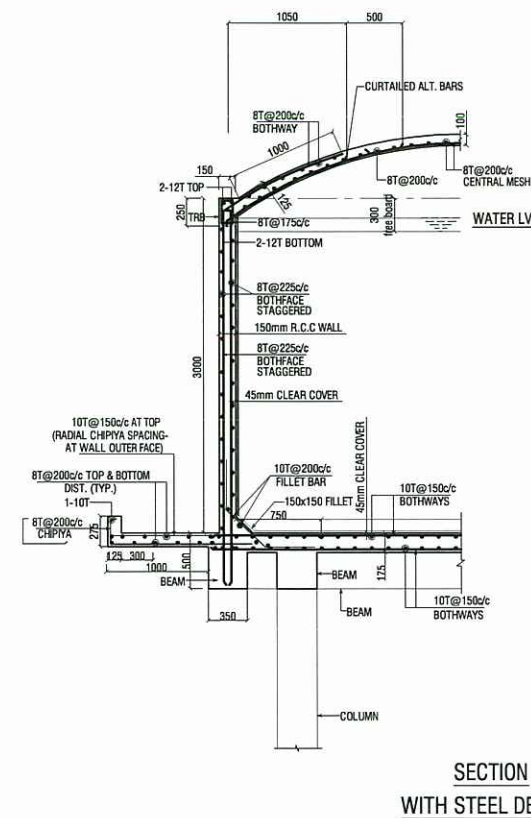 1050
500
CURTAILED ALT. BARS
8T@200c/c
BOTHWAY
1000
100
150
8T@200c/c
8T@200c/c
CENTRAL MESH
2-12T TOP
125
250
TRB
8T@175c/c
300
free board
WATER LV
2-12T BOTTOM
8T@225c/c
BOTHFACE
STAGGERED
150mm R.C.C WALL
3000
8T@225c/c
BOTHFACE
STAGGERED
45mm CLEAR COVER
10T@150c/c AT TOP
(RADIAL CHIPIYA SPACING-
AT WALL OUTER FACE)
45mm CLEAR COVER
8T@200c/c TOP & BOTTOM
DIST. (TYP.)
10T@200c/c
FILLET BAR
10T@150c/c
BOTHWAYS
1-10T
150x150 FILLET
750
8T@200c/c
CHIPIYA
275
125
300
1000
500
175
BEAM
BEAM
350
BEAM
10T@150c/c
BOTHWAYS
COLUMN
SECTION
WITH STEEL DE